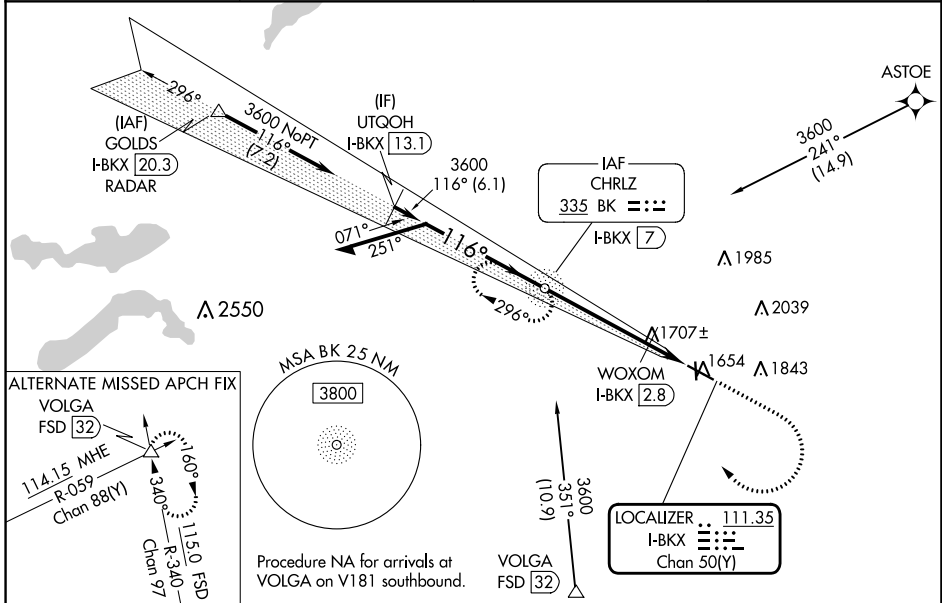 296°
(IAF)
GOLDS
I-BKX 20.3
RADAR
3600 NoPT
116°
(7.2)
(IF)
UTQOH
I-BKX 13.1
3600
116° (6.1)
071°
251°
116°
296°
IAF
CHRLZ
335 BK
I-BKX 7
ASTOE
3600
241°
(14.9)
1985
2550
2039
1707±
WOXOM
I-BKX 2.8
1654
1843
MSA BK 25 NM
3800
ALTERNATE MISSED APCH FIX
VOLGA
FSD 32
114.15 MHE
R-059
Chan 88(Y)
160°
340°
R-340
115.0 FSD
Chan 97
Procedure NA for arrivals at
VOLGA on V181 southbound.
3600
351°
(10.9)
VOLGA
FSD 32
LOCALIZER 111.35
I-BKX
Chan 50(Y)